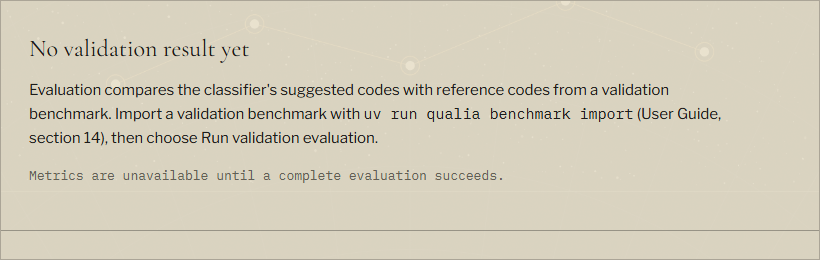 No validation result yet
Evaluation compares the classifier's suggested codes with reference codes from a validation
benchmark. Import a validation benchmark with uv run qualia benchmark import (User Guide,
section 14), then choose Run validation evaluation.
Metrics are unavailable until a complete evaluation succeeds.